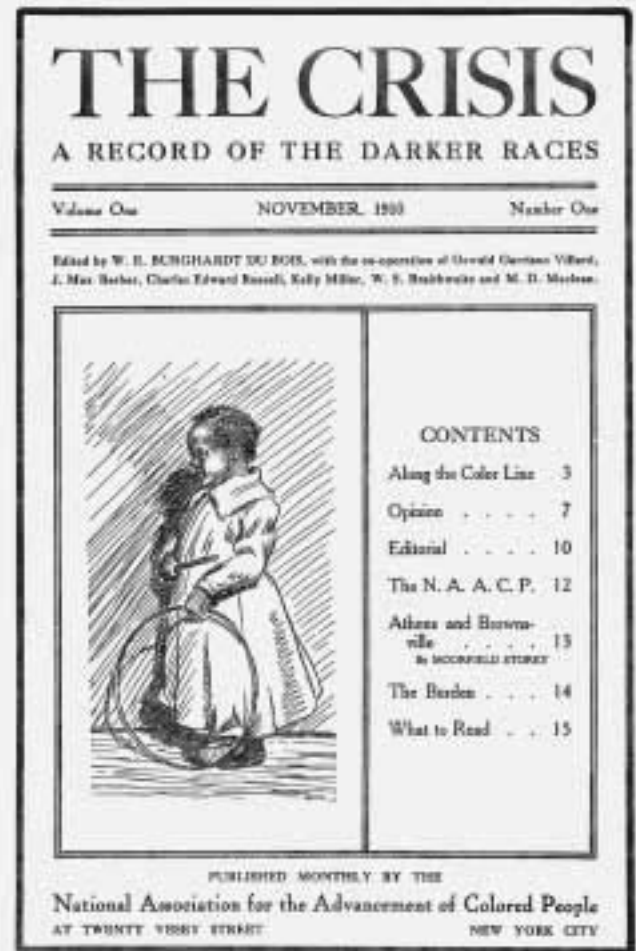 THE CRISIS
A RECORD OF THE DARKER RACES
Volume One NOVEMBER, 1910 Number One
Edited by W. E. BURGHARDT DU BOIS, with the co-operation of Oswald Garrison Villard,
J. Max Barber, Charles Edward Russell, Kelly Miller, W. S. Braithwaite and M. D. Maclean.
CONTENTS
Along the Color Line 3
Opinion . . . . 7
Editorial . . . . 10
The N. A. A. C. P. 12
Athens and Browns-
ville . . . . 13
By MOORFIELD STOREY
The Burden . . . 14
What to Read . . 15
PUBLISHED MONTHLY BY THE
National Association for the Advancement of Colored People
AT TWENTY VESEY STREET NEW YORK CITY